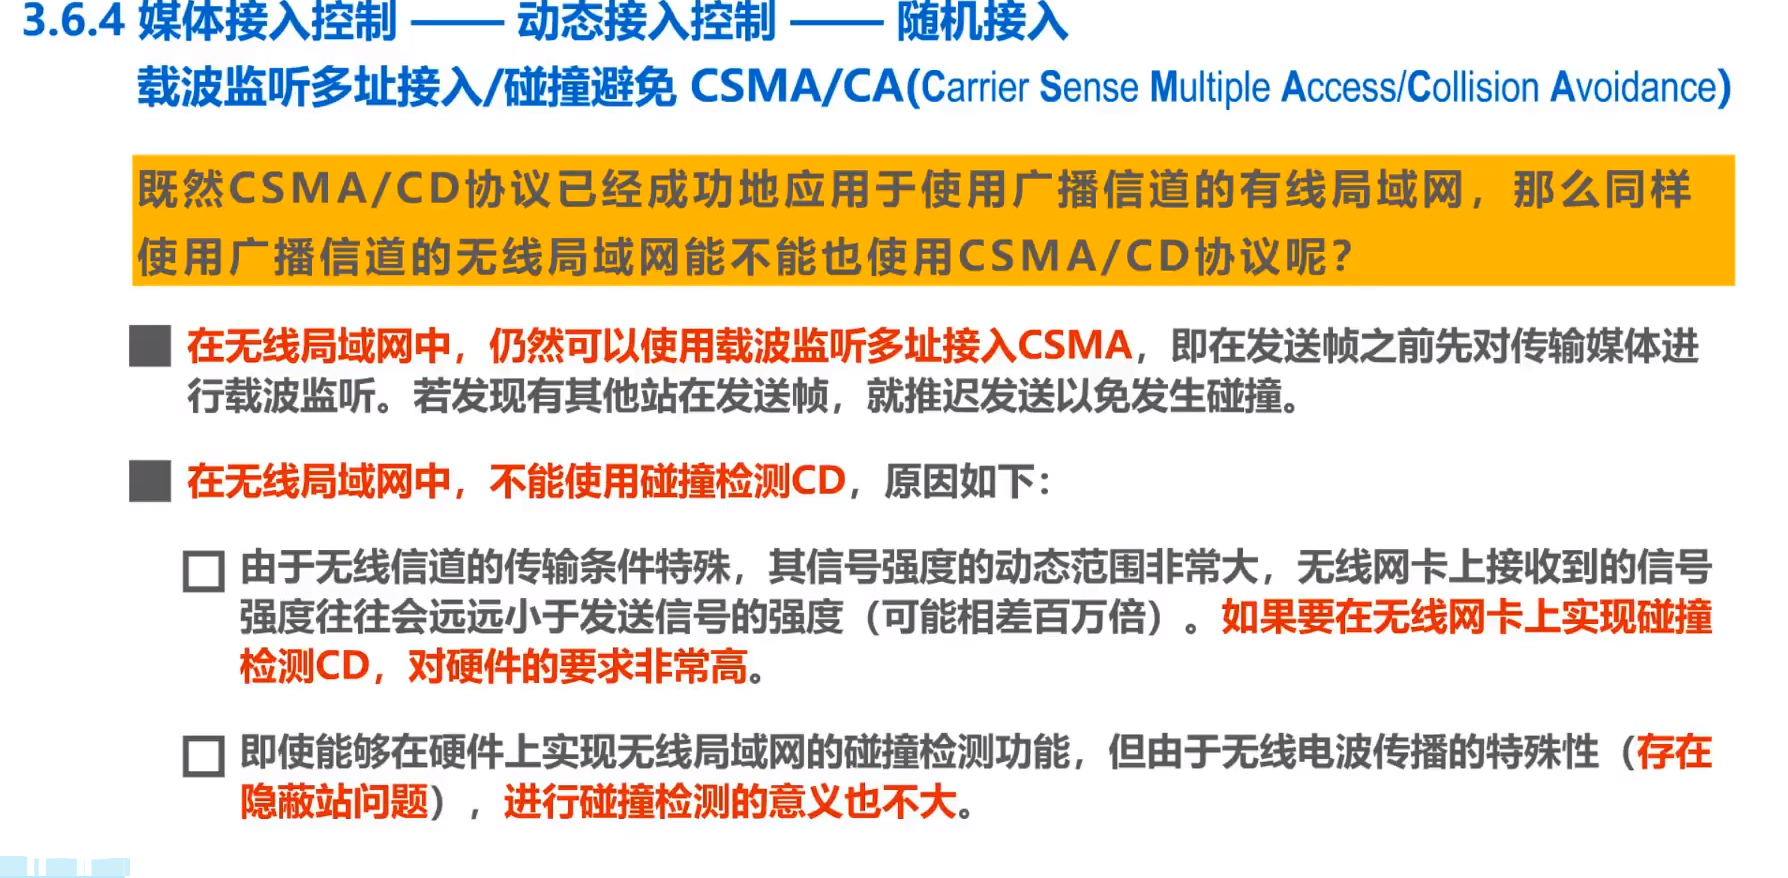 3.6.4 媒体接入控制 —— 动态接入控制 —— 随机接入
载波监听多址接入/碰撞避免 CSMA/CA(Carrier Sense Multiple Access/Collision Avoidance)
既然CSMA/CD协议已经成功地应用于使用广播信道的有线局域网，那么同样
使用广播信道的无线局域网能不能也使用CSMA/CD协议呢？
在无线局域网中，仍然可以使用载波监听多址接入CSMA，即在发送帧之前先对传输媒体进
行载波监听。若发现有其他站在发送帧，就推迟发送以免发生碰撞。
在无线局域网中，不能使用碰撞检测CD，原因如下：
由于无线信道的传输条件特殊，其信号强度的动态范围非常大，无线网卡上接收到的信号
强度往往会远远小于发送信号的强度（可能相差百万倍）。如果要在无线网卡上实现碰撞
检测CD，对硬件的要求非常高。
即使能够在硬件上实现无线局域网的碰撞检测功能，但由于无线电波传播的特殊性（存在
隐蔽站问题），进行碰撞检测的意义也不大。